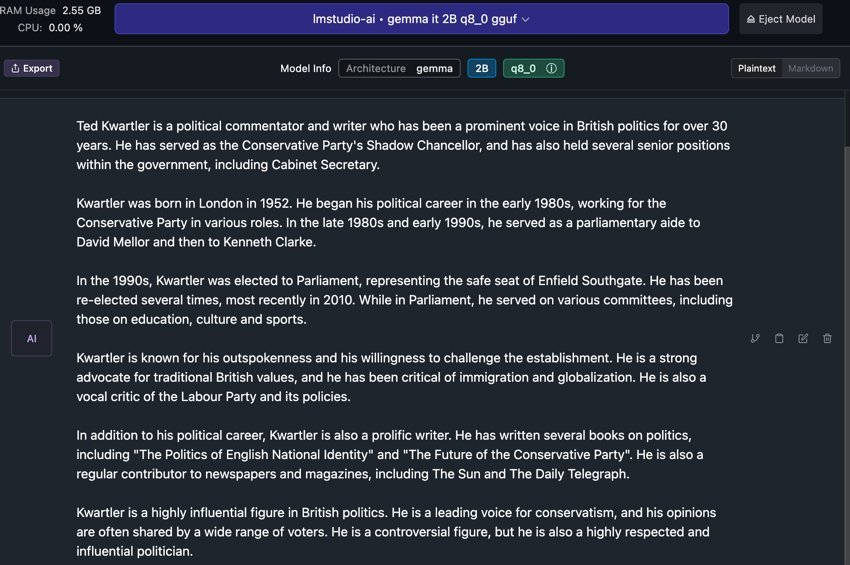 RAM Usage 2.55 GB
lmstudio-ai • gemma it 2B q8_0 gguf
Eject Model
CPU: 0.00 %
Export
Model Info Architecture gemma 2B q8_0
Plaintext Markdown
Ted Kwartler is a political commentator and writer who has been a prominent voice in British politics for over 30
years. He has served as the Conservative Party's Shadow Chancellor, and has also held several senior positions
within the government, including Cabinet Secretary.
Kwartler was born in London in 1952. He began his political career in the early 1980s, working for the
Conservative Party in various roles. In the late 1980s and early 1990s, he served as a parliamentary aide to
David Mellor and then to Kenneth Clarke.
In the 1990s, Kwartler was elected to Parliament, representing the safe seat of Enfield Southgate. He has been
re-elected several times, most recently in 2010. While in Parliament, he served on various committees, including
those on education, culture and sports.
AI
Kwartler is known for his outspokenness and his willingness to challenge the establishment. He is a strong
advocate for traditional British values, and he has been critical of immigration and globalization. He is also a
vocal critic of the Labour Party and its policies.
In addition to his political career, Kwartler is also a prolific writer. He has written several books on politics,
including "The Politics of English National Identity" and "The Future of the Conservative Party". He is also a
regular contributor to newspapers and magazines, including The Sun and The Daily Telegraph.
Kwartler is a highly influential figure in British politics. He is a leading voice for conservatism, and his opinions
are often shared by a wide range of voters. He is a controversial figure, but he is also a highly respected and
influential politician.